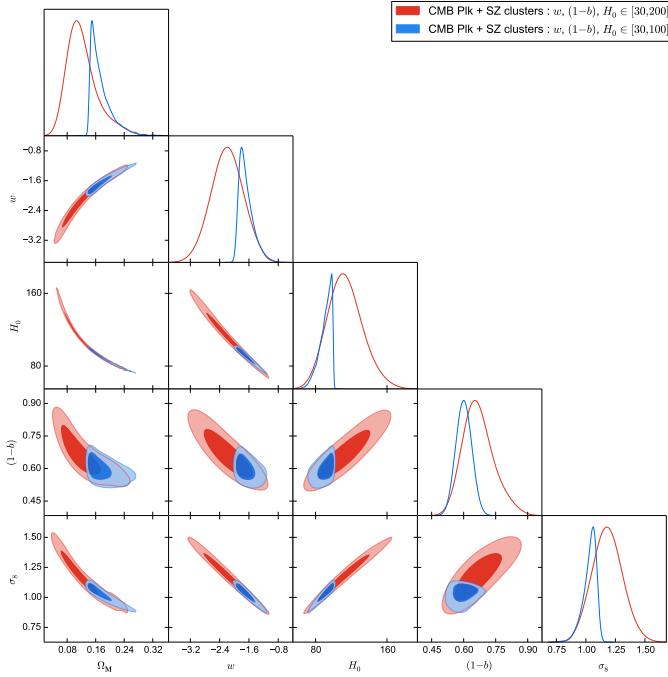 CMB Plk + SZ clusters : w, (1−b), H₀ ∈ [30,200]
CMB Plk + SZ clusters : w, (1−b), H₀ ∈ [30,100]
−0.8
w
−1.6
−2.4
−3.2
160
H₀
80
0.90
0.75
(1−b)
0.60
0.45
1.50
1.25
σ₈
1.00
0.75
0.08 0.16 0.24 0.32 −3.2 −2.4 −1.6 −0.8 80 160 0.45 0.60 0.75 0.90 0.75 1.00 1.25 1.50
Ω_M w H₀ (1−b) σ₈